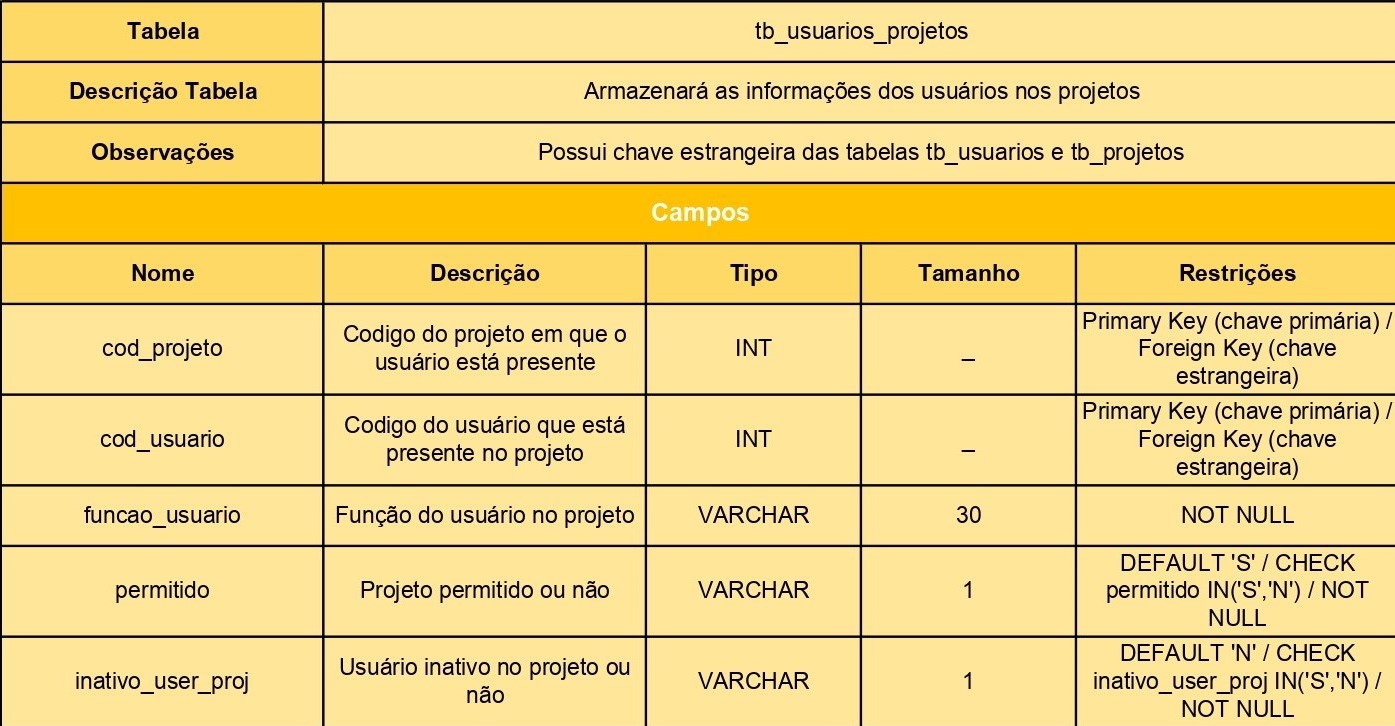 Tabela
tb_usuarios_projetos
Descrição Tabela
Armazenará as informações dos usuários nos projetos
Observações
Possui chave estrangeira das tabelas tb_usuarios e tb_projetos
Campos
Nome
Descrição
Tipo
Tamanho
Restrições
cod_projeto
Codigo do projeto em que o
usuário está presente
INT
_
Primary Key (chave primária) /
Foreign Key (chave
estrangeira)
cod_usuario
Codigo do usuário que está
presente no projeto
INT
_
Primary Key (chave primária) /
Foreign Key (chave
estrangeira)
funcao_usuario
Função do usuário no projeto
VARCHAR
30
NOT NULL
permitido
Projeto permitido ou não
VARCHAR
1
DEFAULT 'S' / CHECK
permitido IN('S','N') / NOT
NULL
inativo_user_proj
Usuário inativo no projeto ou
não
VARCHAR
1
DEFAULT 'N' / CHECK
inativo_user_proj IN('S','N') /
NOT NULL